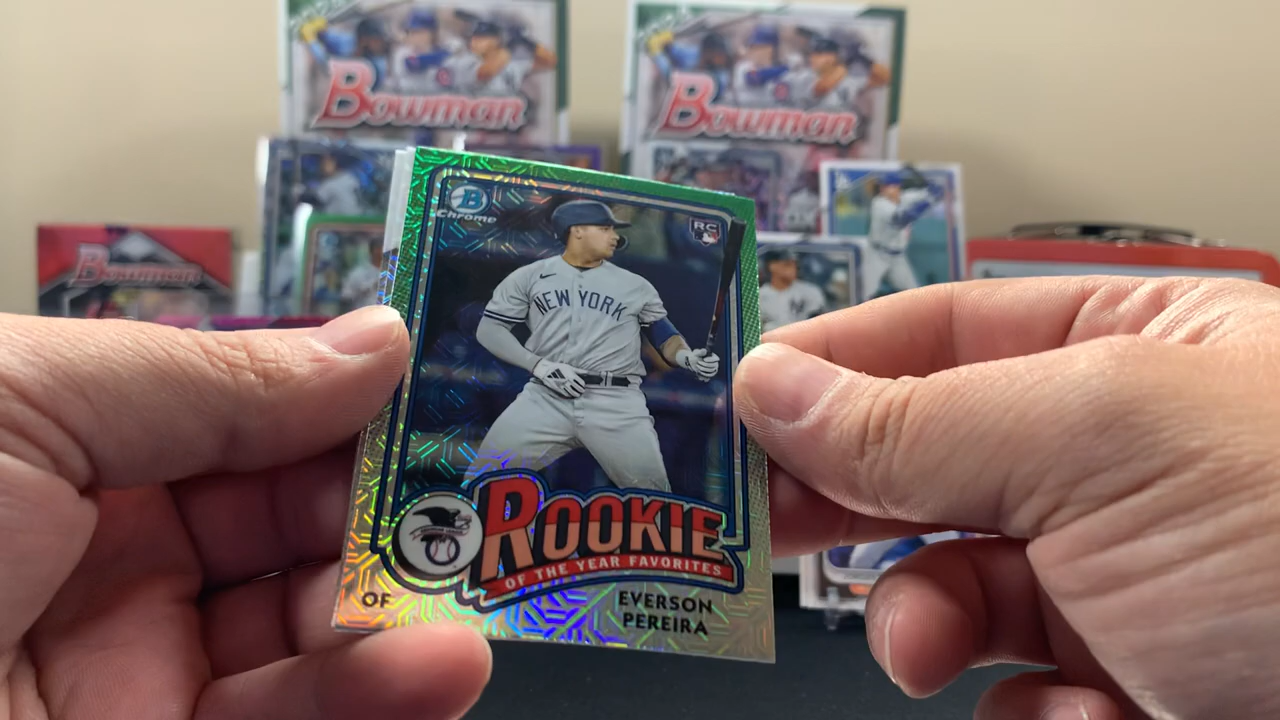 Bowman
Bowman
Bowman
B
Chrome
RC
NEW YORK
ROOKIE
OF THE YEAR FAVORITES
OF
EVERSON
PEREIRA